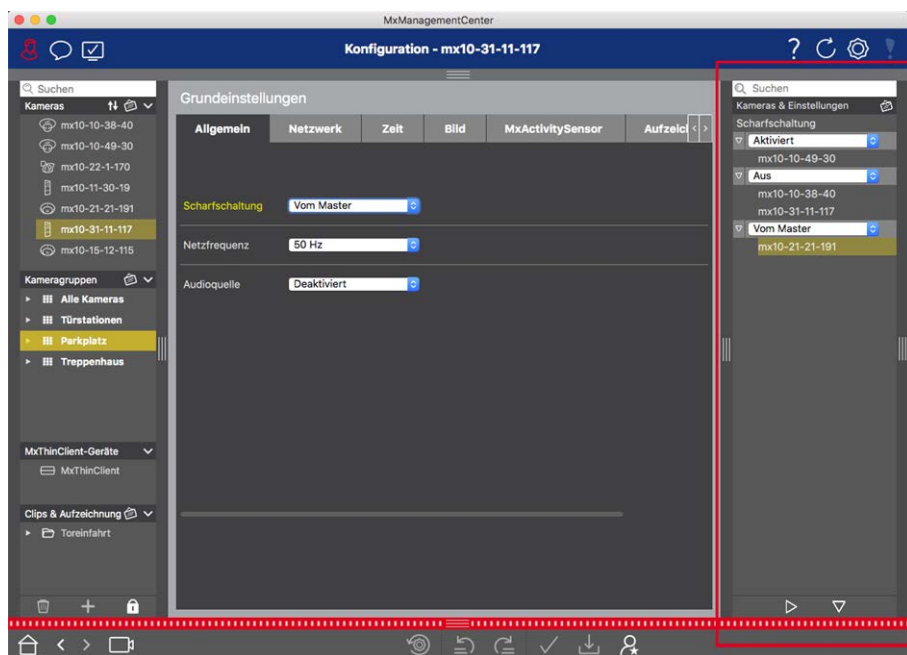 MxManagementCenter
Konfiguration - mx10-31-11-117
Suchen
Kameras
mx10-10-38-40
mx10-10-49-30
mx10-22-1-170
mx10-11-30-19
mx10-21-21-191
mx10-31-11-117
mx10-15-12-115
Kameragruppen
Alle Kameras
Türstationen
Parkplatz
Treppenhaus
MxThinClient-Geräte
MxThinClient
Clips & Aufzeichnung
Toreinfahrt
Grundeinstellungen
Allgemein Netzwerk Zeit Bild MxActivitySensor Aufzeicl
Scharfschaltung Vom Master
Netzfrequenz 50 Hz
Audioquelle Deaktiviert
Suchen
Kameras & Einstellungen
Scharfschaltung
Aktiviert
mx10-10-49-30
Aus
mx10-10-38-40
mx10-31-11-117
Vom Master
mx10-21-21-191